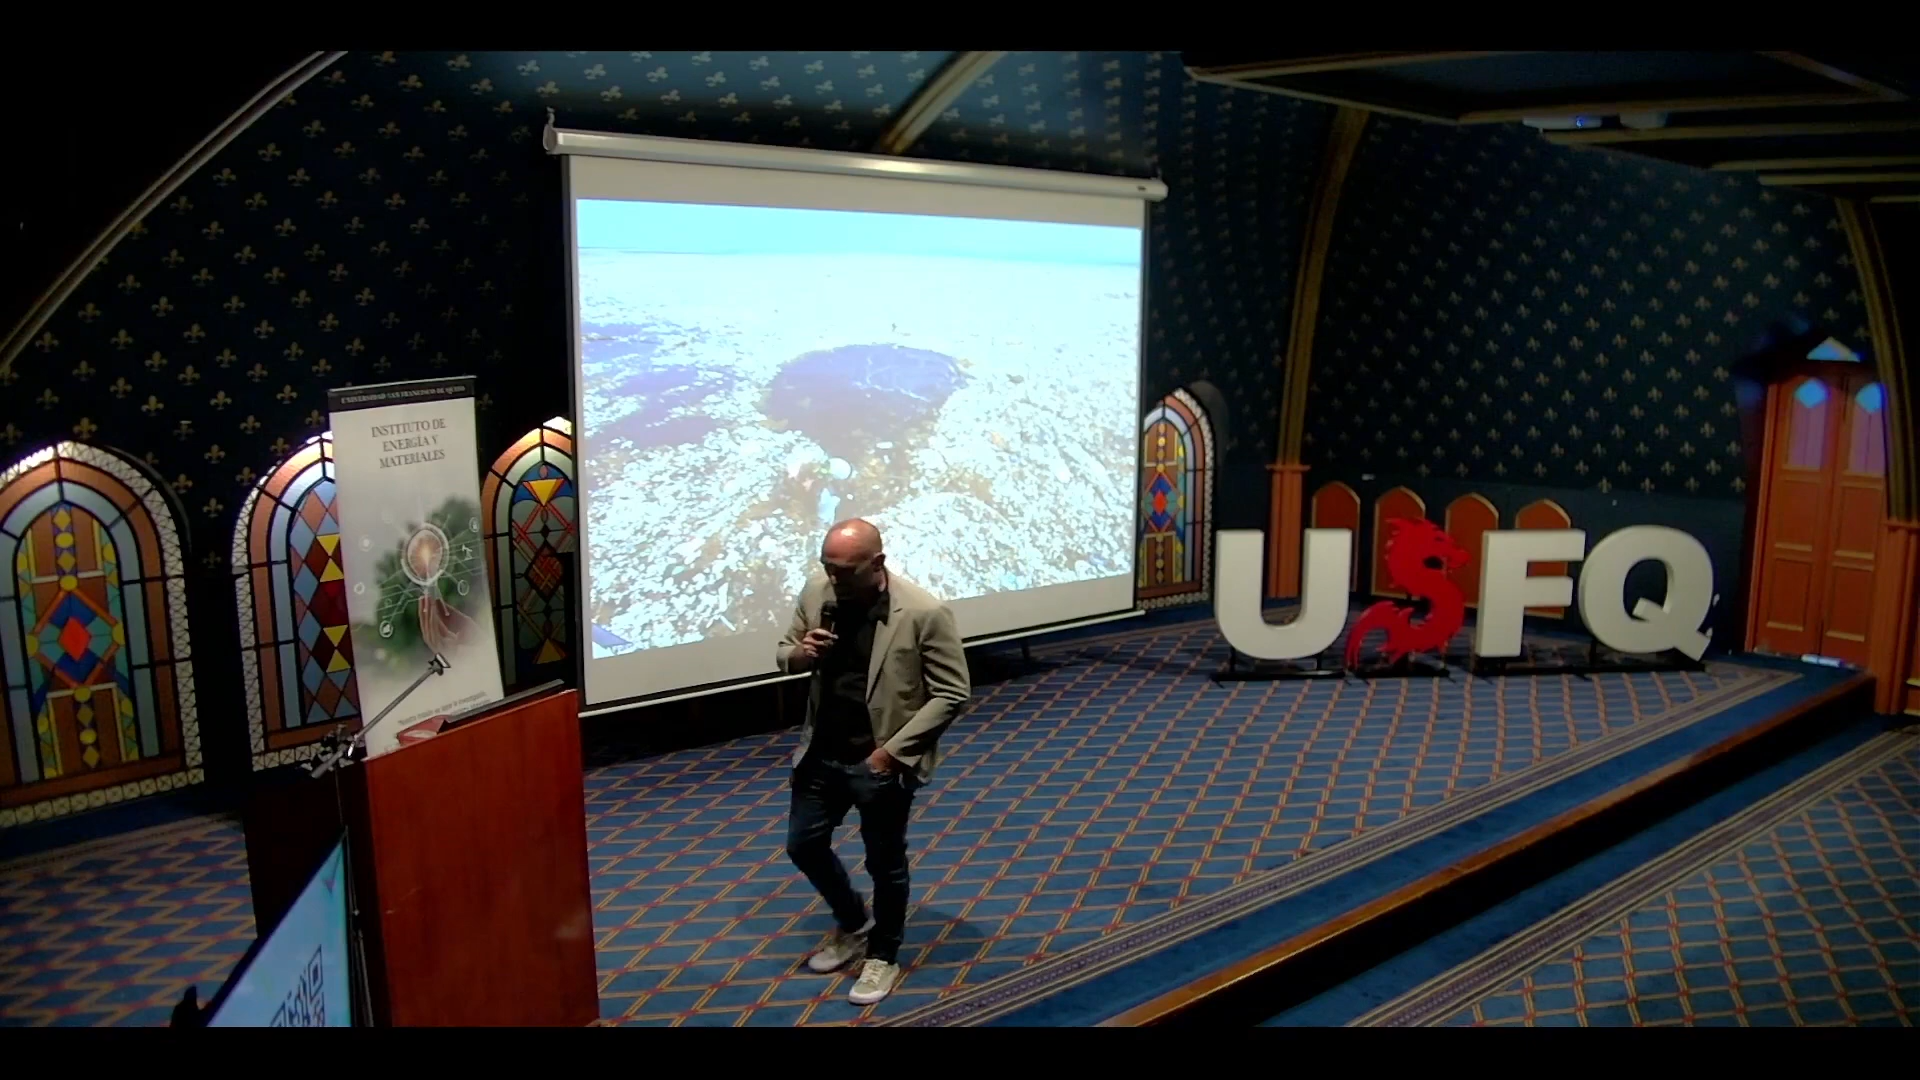 UNIVERSIDAD SAN FRANCISCO DE QUITO
INSTITUTO DE
ENERGÍA Y
MATERIALES
USFQ